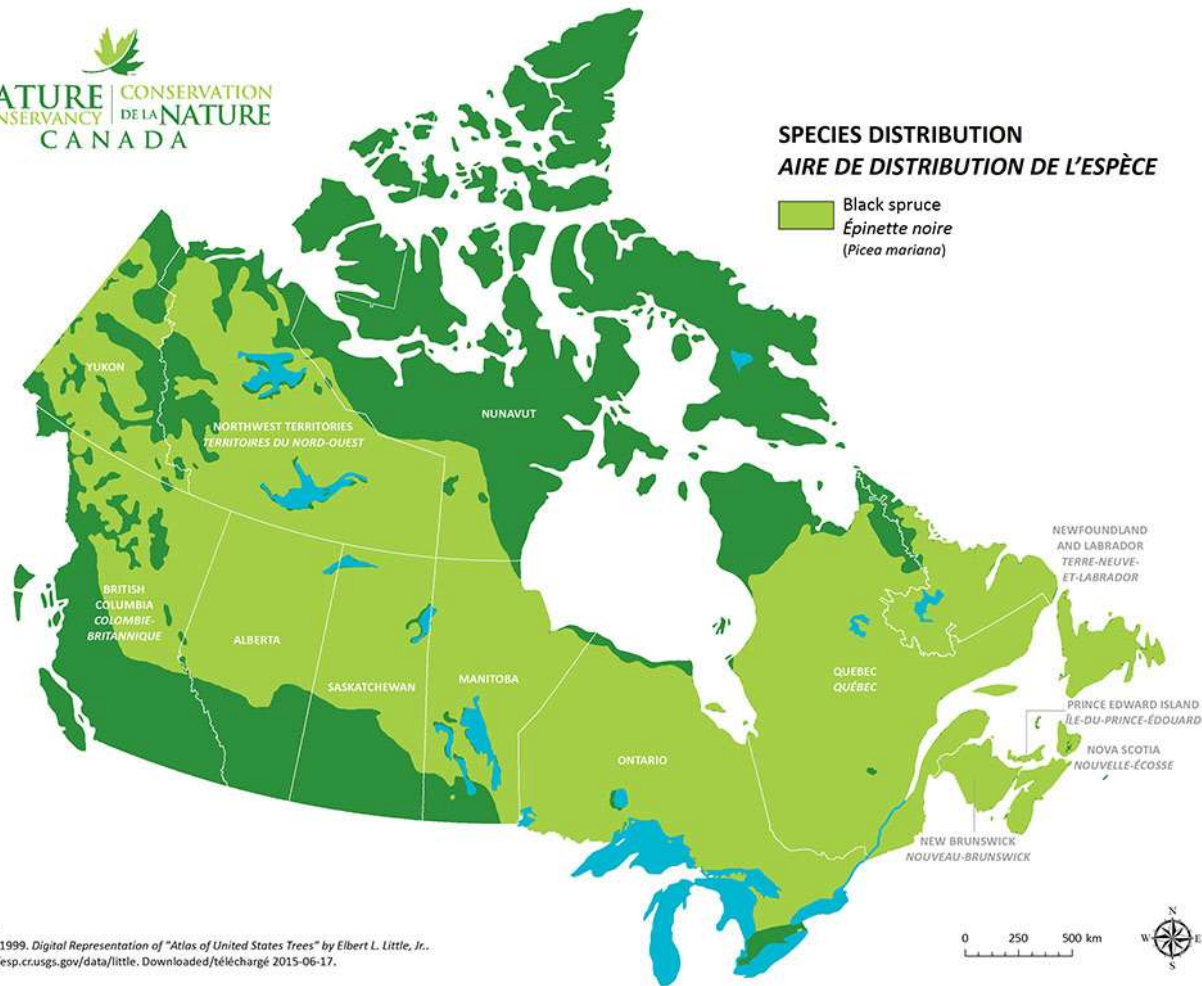 ATURE CONSERVATION
NSERVANCY DE LA NATURE
CANADA
SPECIES DISTRIBUTION
AIRE DE DISTRIBUTION DE L'ESPÈCE
Black spruce
Épinette noire
(Picea mariana)
YUKON
NUNAVUT
NORTHWEST TERRITORIES
TERRITOIRES DU NORD-OUEST
NEWFOUNDLAND
AND LABRADOR
TERRE-NEUVE-
ET-LABRADOR
BRITISH
COLUMBIA
COLOMBIE-
BRITANNIQUE
ALBERTA
SASKATCHEWAN
MANITOBA
QUEBEC
QUÉBEC
PRINCE EDWARD ISLAND
ÎLE-DU-PRINCE-ÉDOUARD
NOVA SCOTIA
NOUVELLE-ÉCOSSE
ONTARIO
NEW BRUNSWICK
NOUVEAU-BRUNSWICK
1999. Digital Representation of "Atlas of United States Trees" by Elbert L. Little, Jr..
esp.cr.usgs.gov/data/little. Downloaded/téléchargé 2015-06-17.
0 250 500 km
N
W E
S